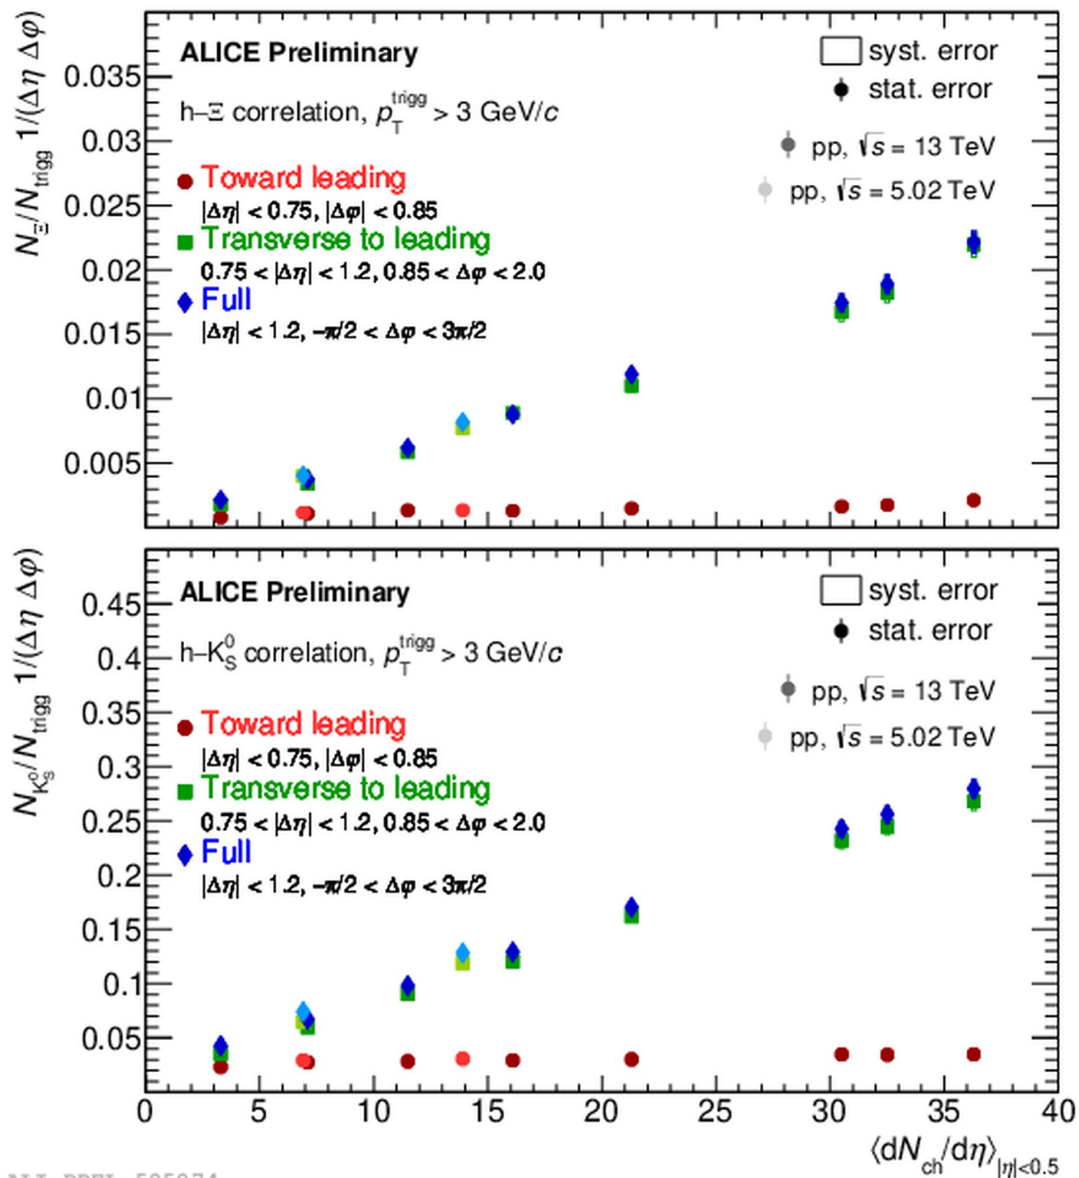 ALICE Preliminary
syst. error
stat. error
h–Ξ correlation, p_T^trigg > 3 GeV/c
pp, √s = 13 TeV
pp, √s = 5.02 TeV
Toward leading
|Δη| < 0.75, |Δφ| < 0.85
Transverse to leading
0.75 < |Δη| < 1.2, 0.85 < Δφ < 2.0
Full
|Δη| < 1.2, –π/2 < Δφ < 3π/2
N_Ξ/N_trigg 1/(Δη Δφ)
0.035
0.03
0.025
0.02
0.015
0.01
0.005
ALICE Preliminary
syst. error
stat. error
h–K_S^0 correlation, p_T^trigg > 3 GeV/c
pp, √s = 13 TeV
pp, √s = 5.02 TeV
Toward leading
|Δη| < 0.75, |Δφ| < 0.85
Transverse to leading
0.75 < |Δη| < 1.2, 0.85 < Δφ < 2.0
Full
|Δη| < 1.2, –π/2 < Δφ < 3π/2
N_{K_S^0}/N_trigg 1/(Δη Δφ)
0.45
0.4
0.35
0.3
0.25
0.2
0.15
0.1
0.05
0 5 10 15 20 25 30 35 40
⟨dN_ch/dη⟩_{|η|<0.5}